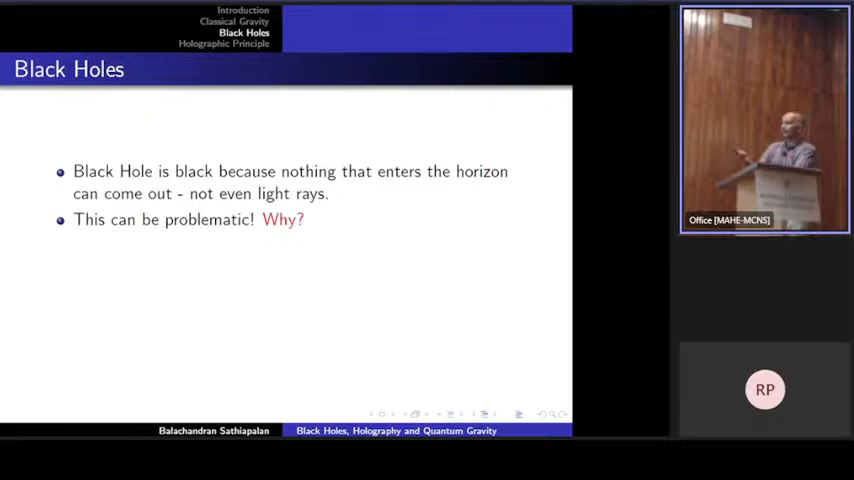 Introduction
Classical Gravity
Black Holes
Holographic Principle
Black Holes
Black Hole is black because nothing that enters the horizon
can come out - not even light rays.
This can be problematic! Why?
Balachandran Sathiapalan
Black Holes, Holography and Quantum Gravity
Office [MAHE-MCNS]
RP